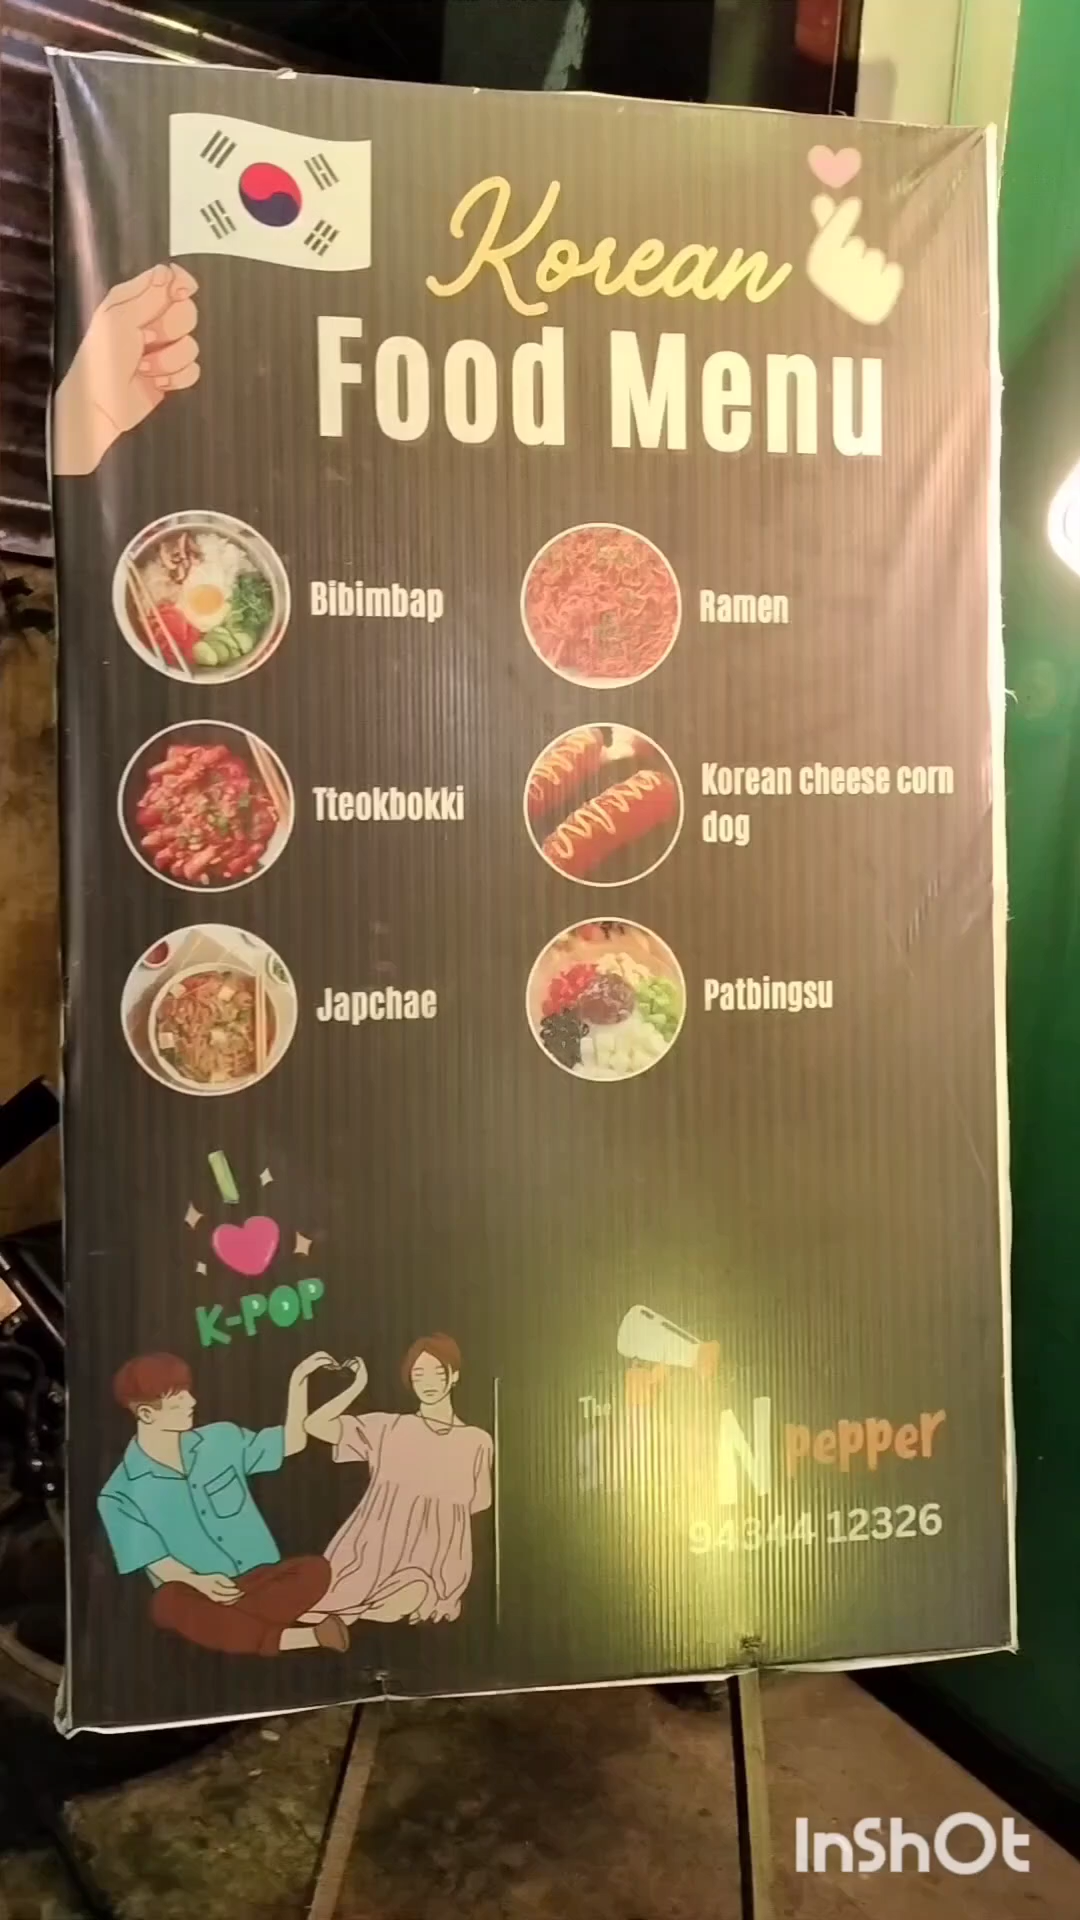 Korean
Food Menu
Bibimbap
Ramen
Tteokbokki
Korean cheese corn
dog
Japchae
Patbingsu
I
K-POP
The
pepper
94344 12326
InShOt